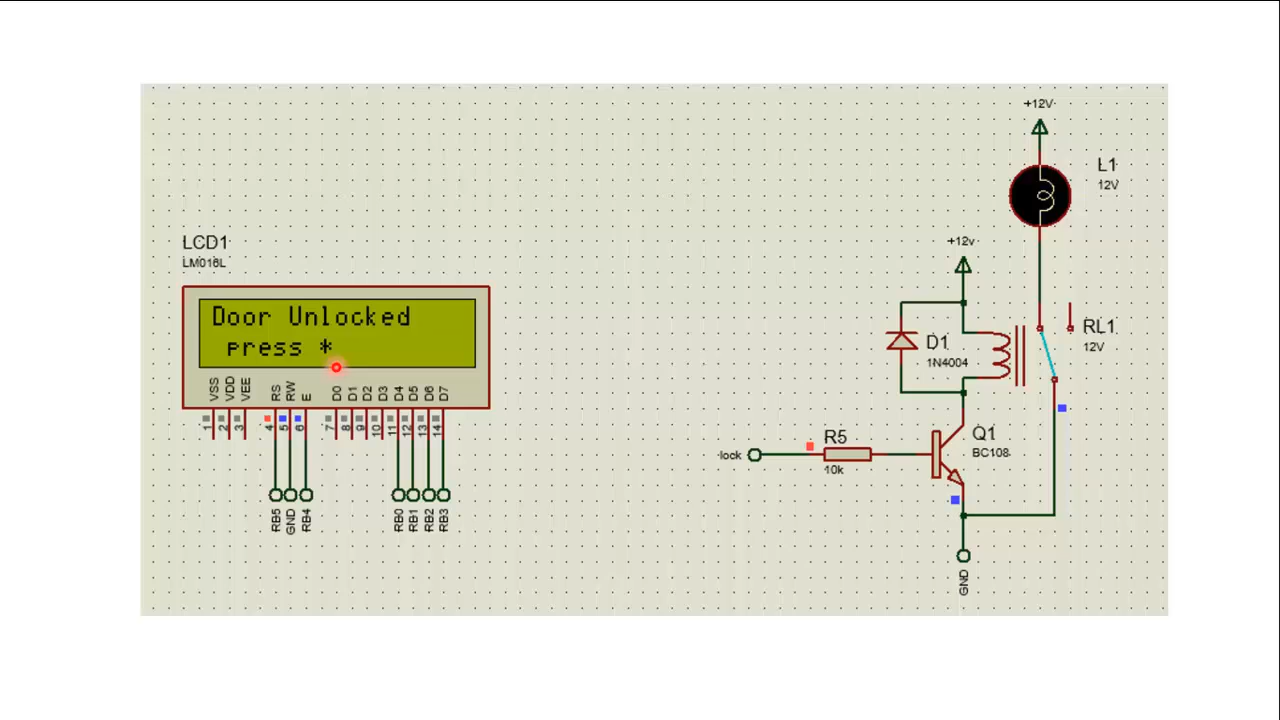 +12V
L1
12V
LCD1
LM016L
+12v
Door Unlocked
press *
D1
1N4004
RL1
12V
VSS VDD VEE RS RW E D0 D1 D2 D3 D4 D5 D6 D7
1 2 3 4 5 6 7 8 9 10 11 12 13 14
lock
R5
10k
Q1
BC108
RB5 GND RB4 RB0 RB1 RB2 RB3
GND